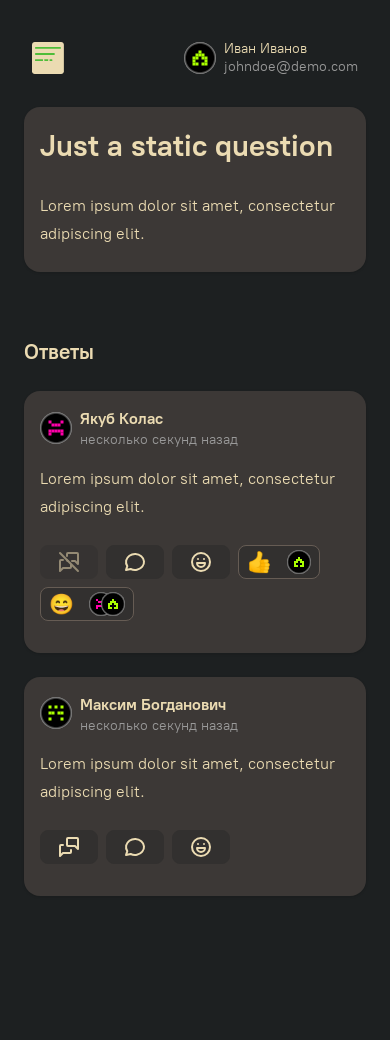 Иван Иванов
johndoe@demo.com
Just a static question
Lorem ipsum dolor sit amet, consectetur
adipiscing elit.
Ответы
Якуб Колас
несколько секунд назад
Lorem ipsum dolor sit amet, consectetur
adipiscing elit.
Максим Богданович
несколько секунд назад
Lorem ipsum dolor sit amet, consectetur
adipiscing elit.